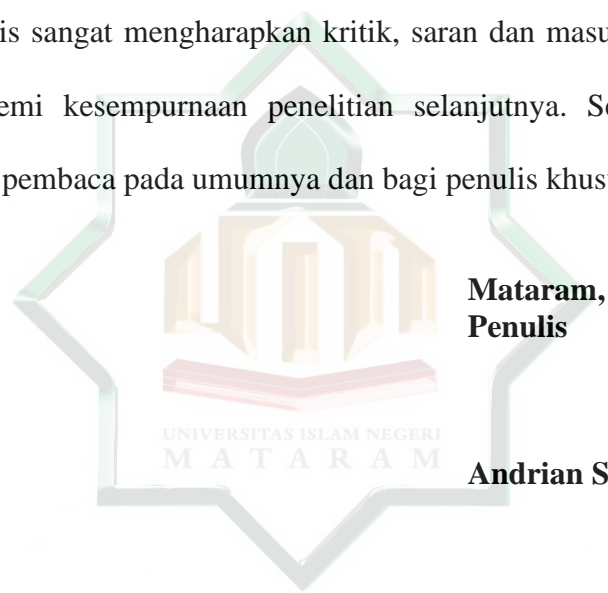 is sangat mengharapkan kritik, saran dan masu
emi kesempurnaan penelitian selanjutnya. Se
pembaca pada umumnya dan bagi penulis khus
Mataram,
Penulis
UNIVERSITAS ISLAM NEGERI
MATARAM
Andrian S